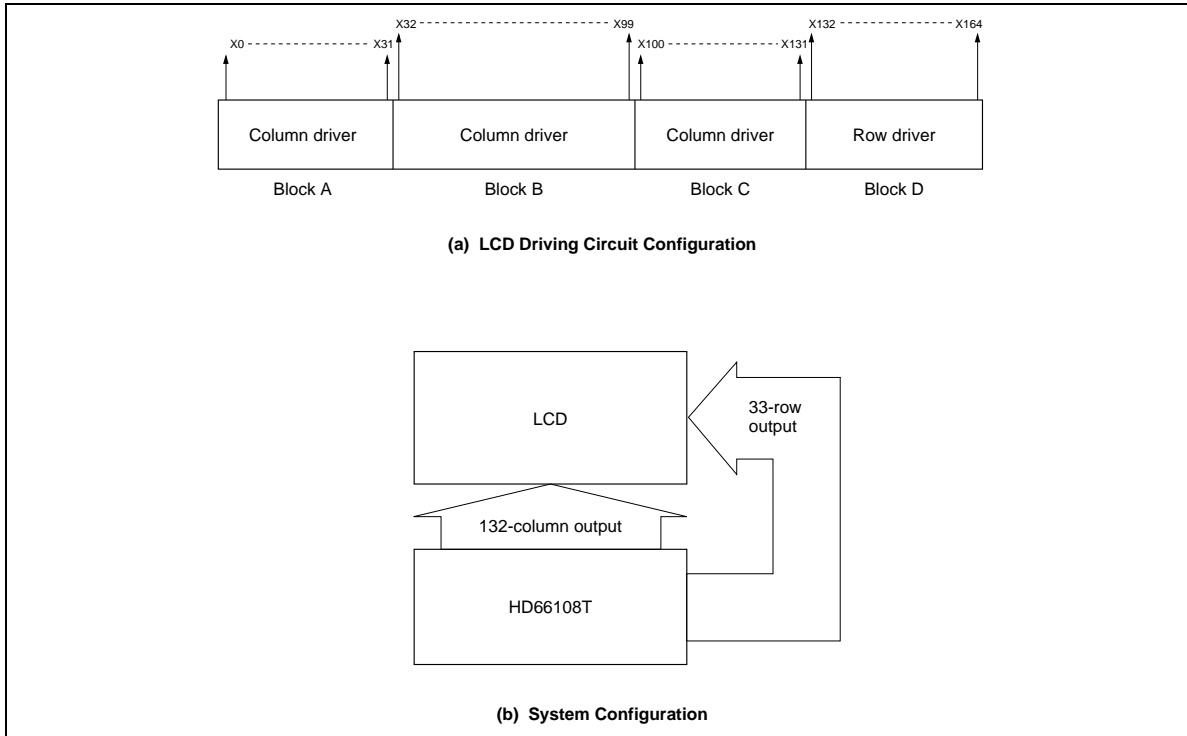 X32 X99 X132 X164
X0 X31 X100 X131
Column driver Column driver Column driver Row driver
Block A Block B Block C Block D
(a) LCD Driving Circuit Configuration
LCD
33-row
output
132-column output
HD66108T
(b) System Configuration